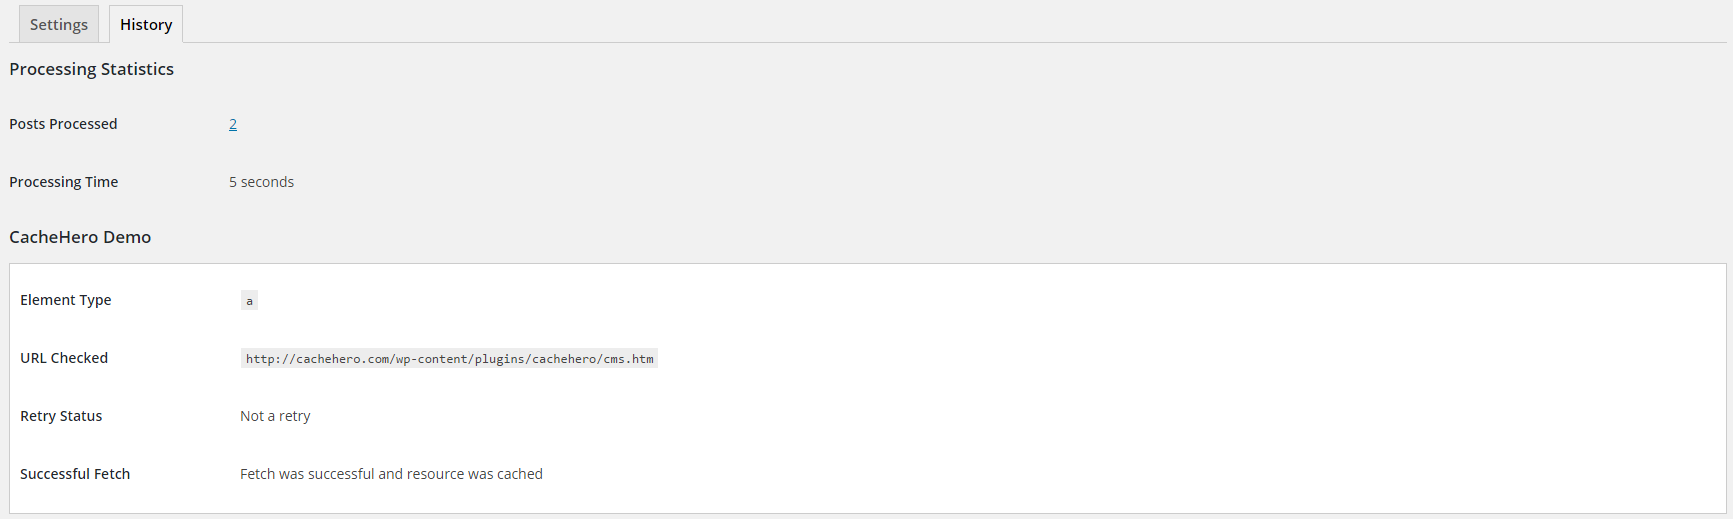 Settings History
Processing Statistics
Posts Processed 2
Processing Time 5 seconds
CacheHero Demo
Element Type a
URL Checked http://cachehero.com/wp-content/plugins/cachehero/cms.htm
Retry Status Not a retry
Successful Fetch Fetch was successful and resource was cached